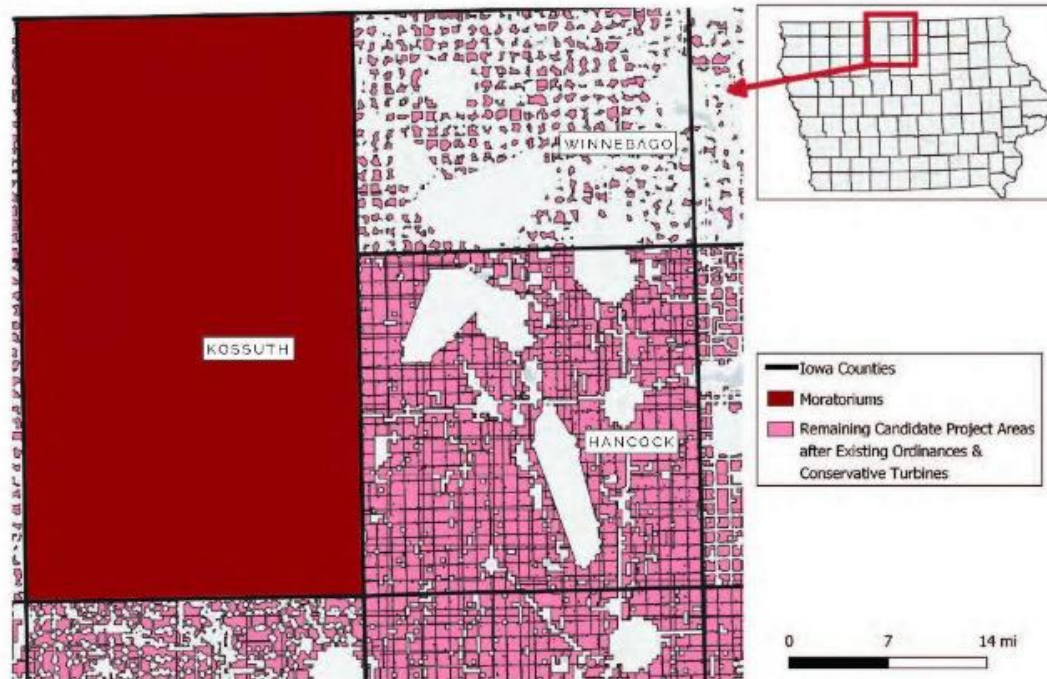 WINNEBAGO
KOSSUTH
HANCOCK
Iowa Counties
Moratoriums
Remaining Candidate Project Areas
after Existing Ordinances &
Conservative Turbines
0 7 14 mi